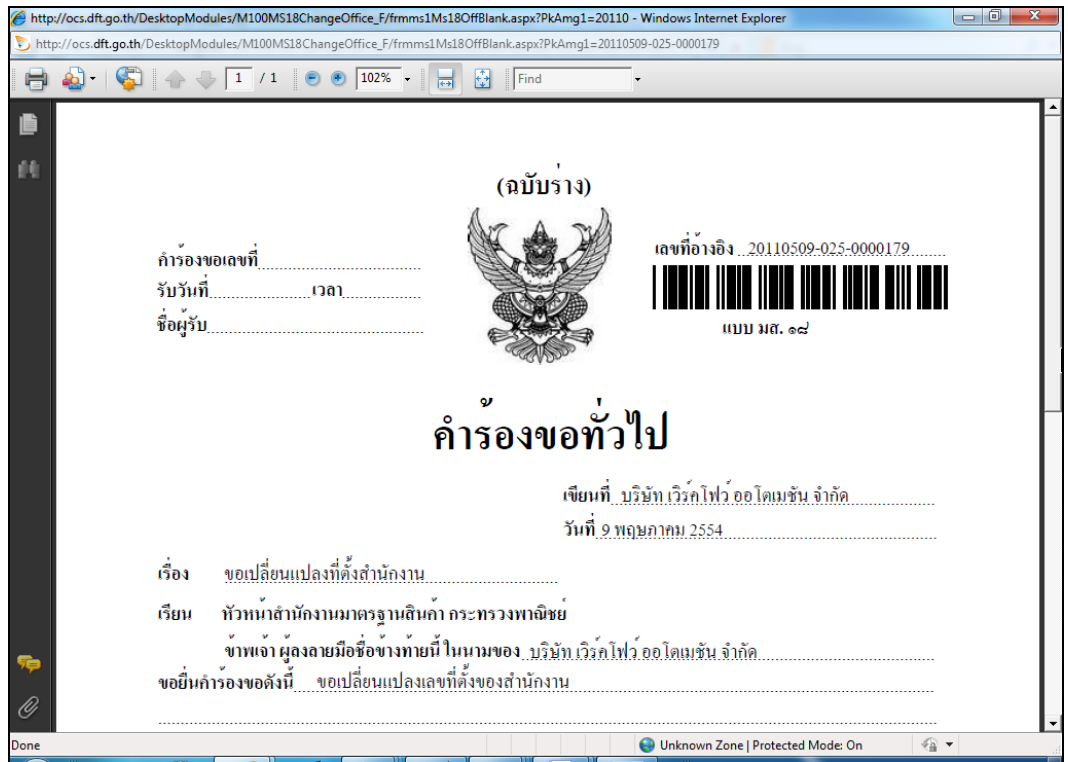 http://ocs.dft.go.th/DesktopModules/M100MS18ChangeOffice_F/frmms1Ms18OffBlank.aspx?PkAmg1=20110 - Windows Internet Explorer
http://ocs.dft.go.th/DesktopModules/M100MS18ChangeOffice_F/frmms1Ms18OffBlank.aspx?PkAmg1=20110509-025-0000179
1 / 1 102% Find
(ฉบับร่าง)
คำร้องขอเลขที่
เลขที่อ้างอิง 20110509-025-0000179
รับวันที่ เวลา
ชื่อผู้รับ
แบบ มส. ๑๘
คำร้องขอทั่วไป
เขียนที่ บริษัท เวิร์คโฟว์ ออโตเมชัน จำกัด
วันที่ 9 พฤษภาคม 2554
เรื่อง ขอเปลี่ยนแปลงที่ตั้งสำนักงาน
เรียน หัวหน้าสำนักงานมาตรฐานสินค้า กระทรวงพาณิชย์
ข้าพเจ้า ผู้ลงลายมือชื่อข้างท้ายนี้ ในนามของ บริษัท เวิร์คโฟว์ ออโตเมชัน จำกัด
ขอยื่นคำร้องขอดังนี้ ขอเปลี่ยนแปลงเลขที่ตั้งของสำนักงาน
Done Unknown Zone | Protected Mode: On